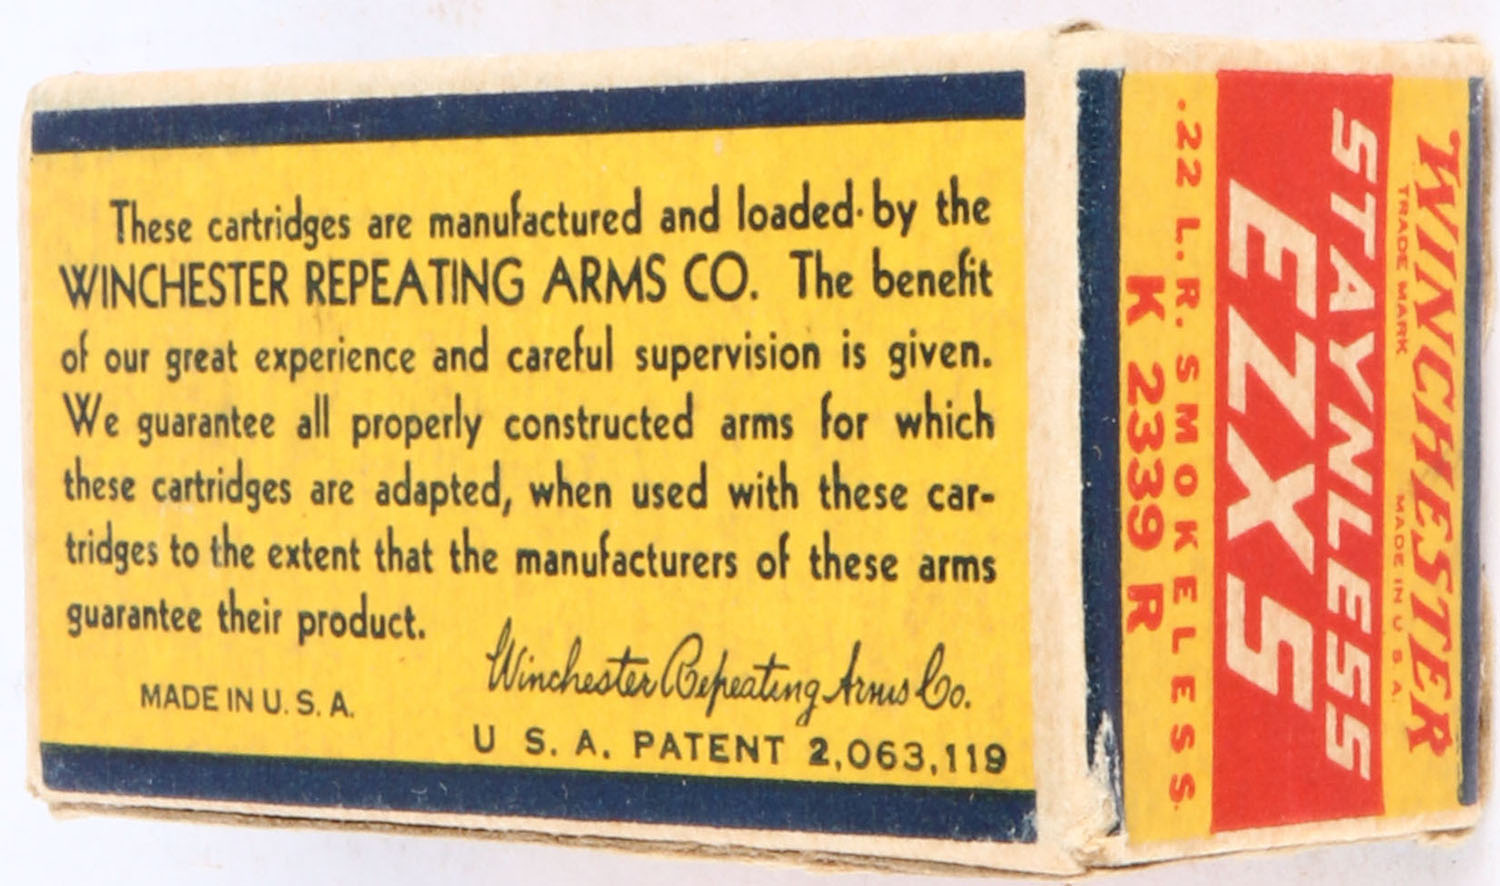 These cartridges are manufactured and loaded by the
WINCHESTER REPEATING ARMS CO. The benefit
of our great experience and careful supervision is given.
We guarantee all properly constructed arms for which
these cartridges are adapted, when used with these car-
tridges to the extent that the manufacturers of these arms
guarantee their product.
Winchester Repeating Arms Co.
MADE IN U. S. A.
U S. A. PATENT 2,063,119
WINCHESTER
TRADE MARK MADE IN U. S. A.
STAYNLESS
EZXS
.22 L. R. SMOKELESS.
K 2339 R